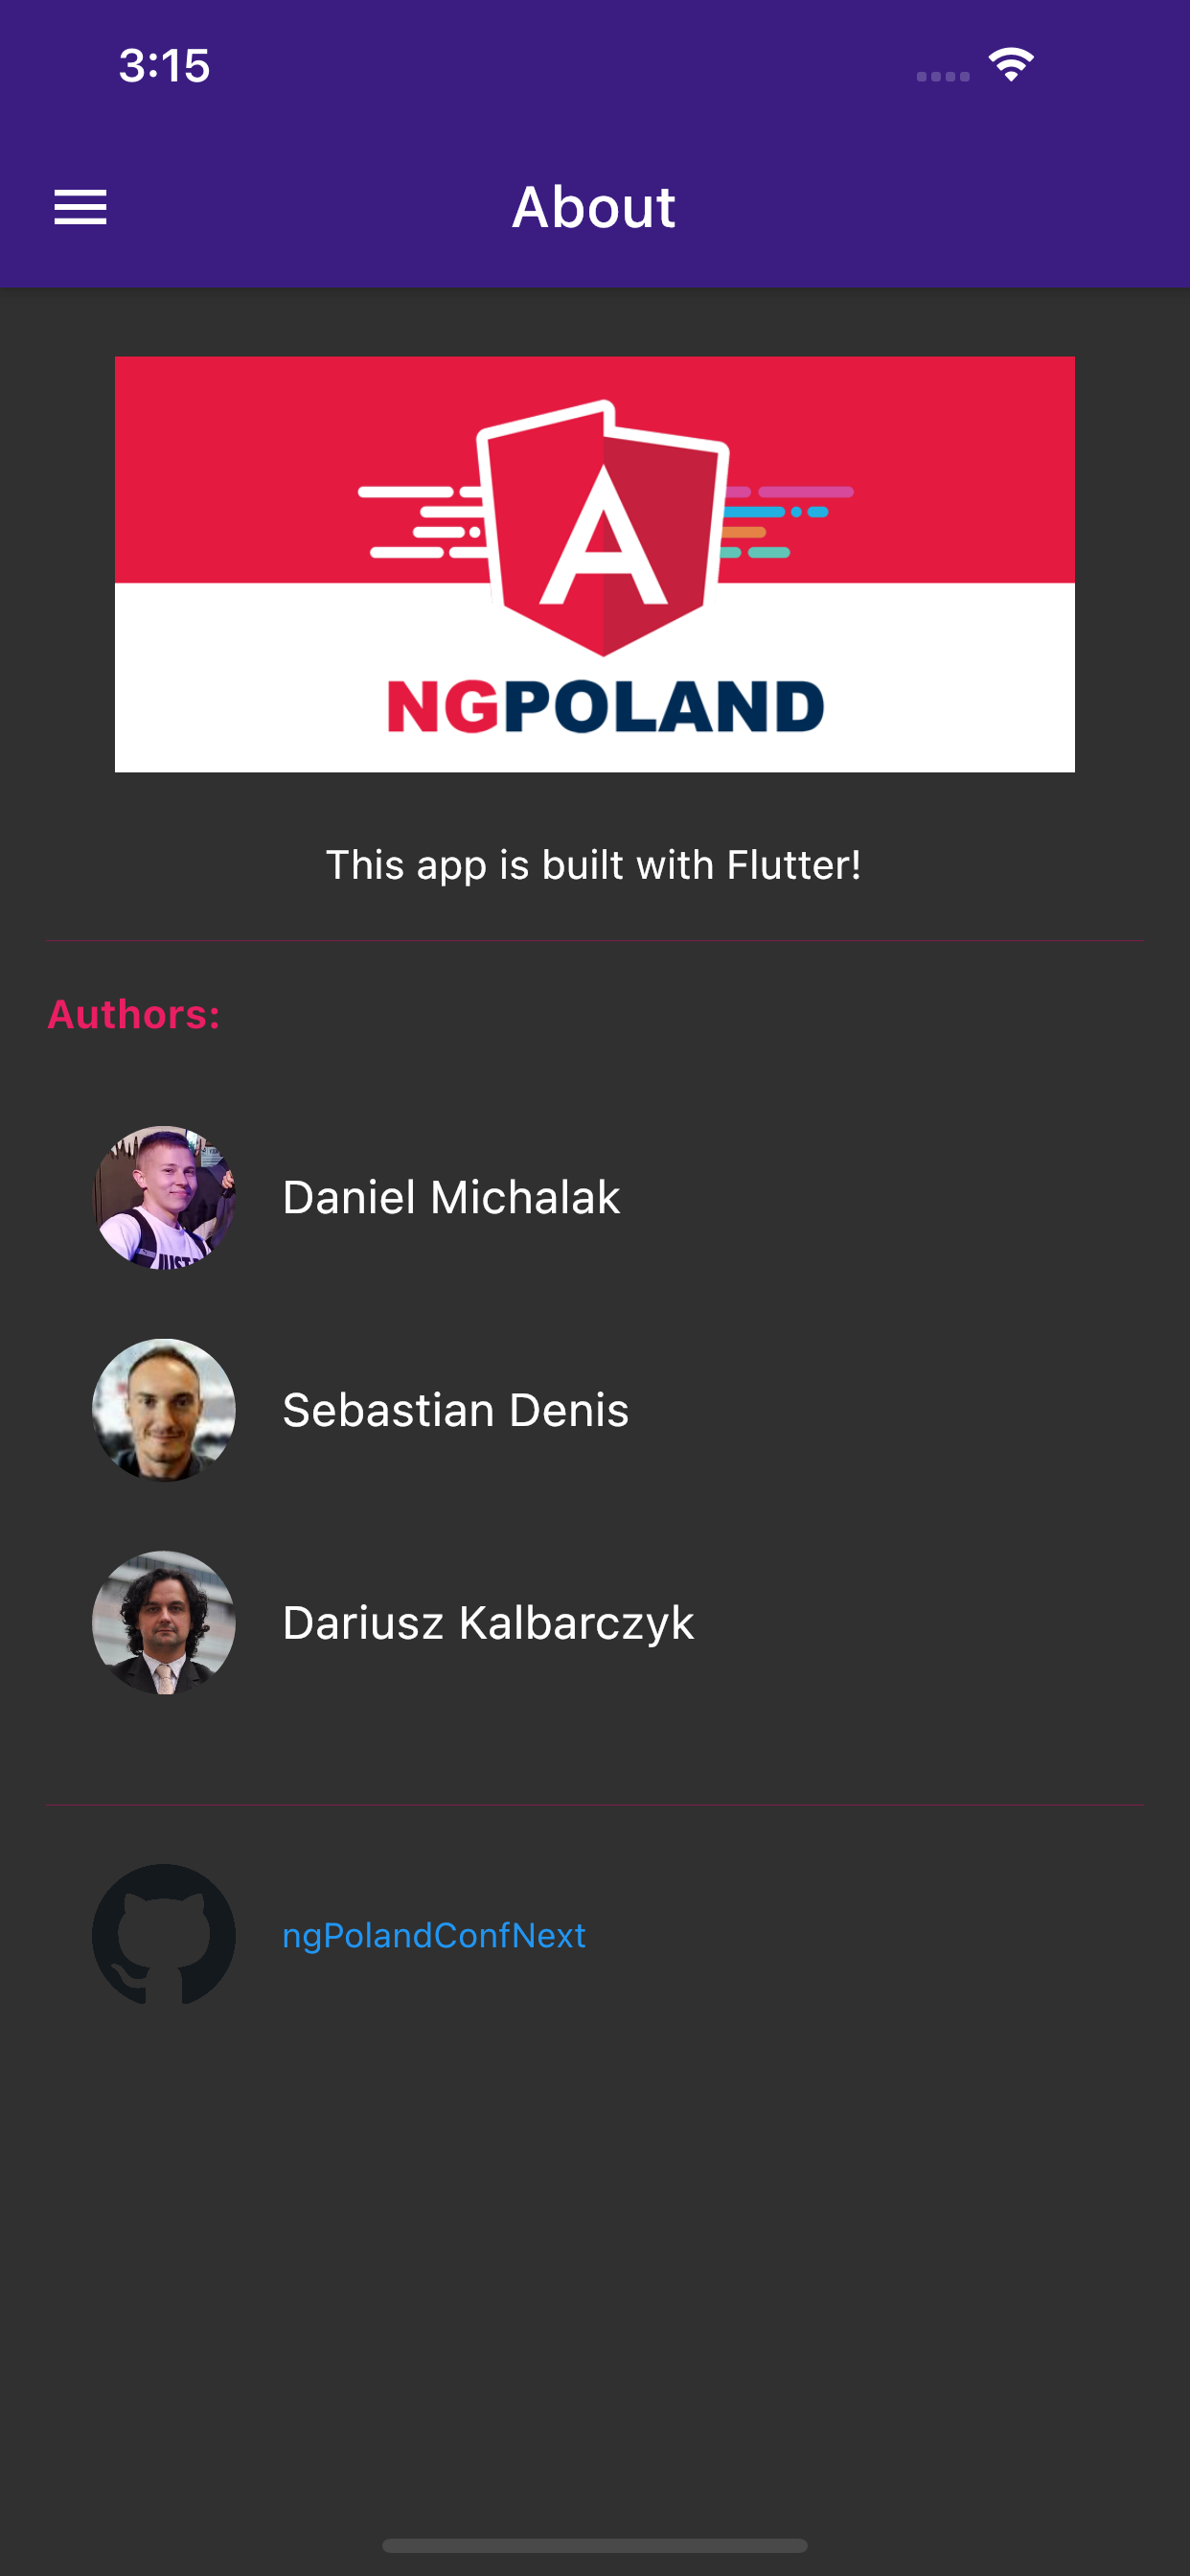 3:15
About
A
NGPOLAND
This app is built with Flutter!
Authors:
Daniel Michalak
Sebastian Denis
Dariusz Kalbarczyk
ngPolandConfNext